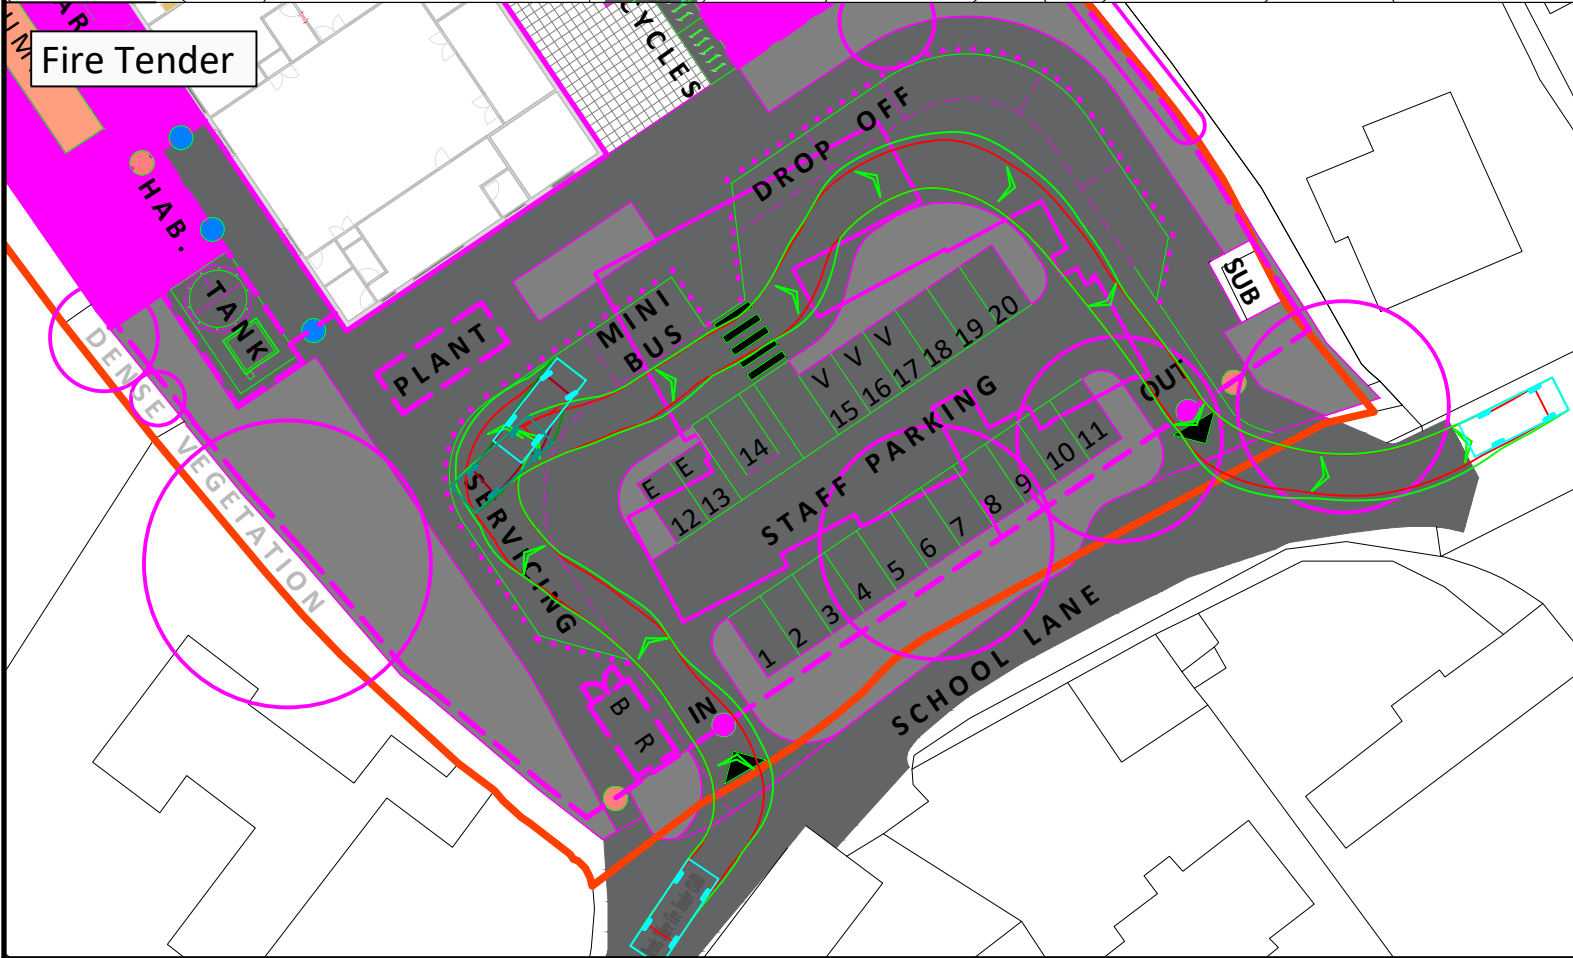 Fire Tender
CYCLES
DROP OFF
HAB.
TANK
DENSE
VEGETATION
PLANT
MINI
BUS
SUB
V V V
15 16 17 18 19 20
14
E E
12 13
STAFF PARKING
OUT
SERVICING
1 2 3 4 5 6 7 8 9 10 11
B R
IN
SCHOOL LANE